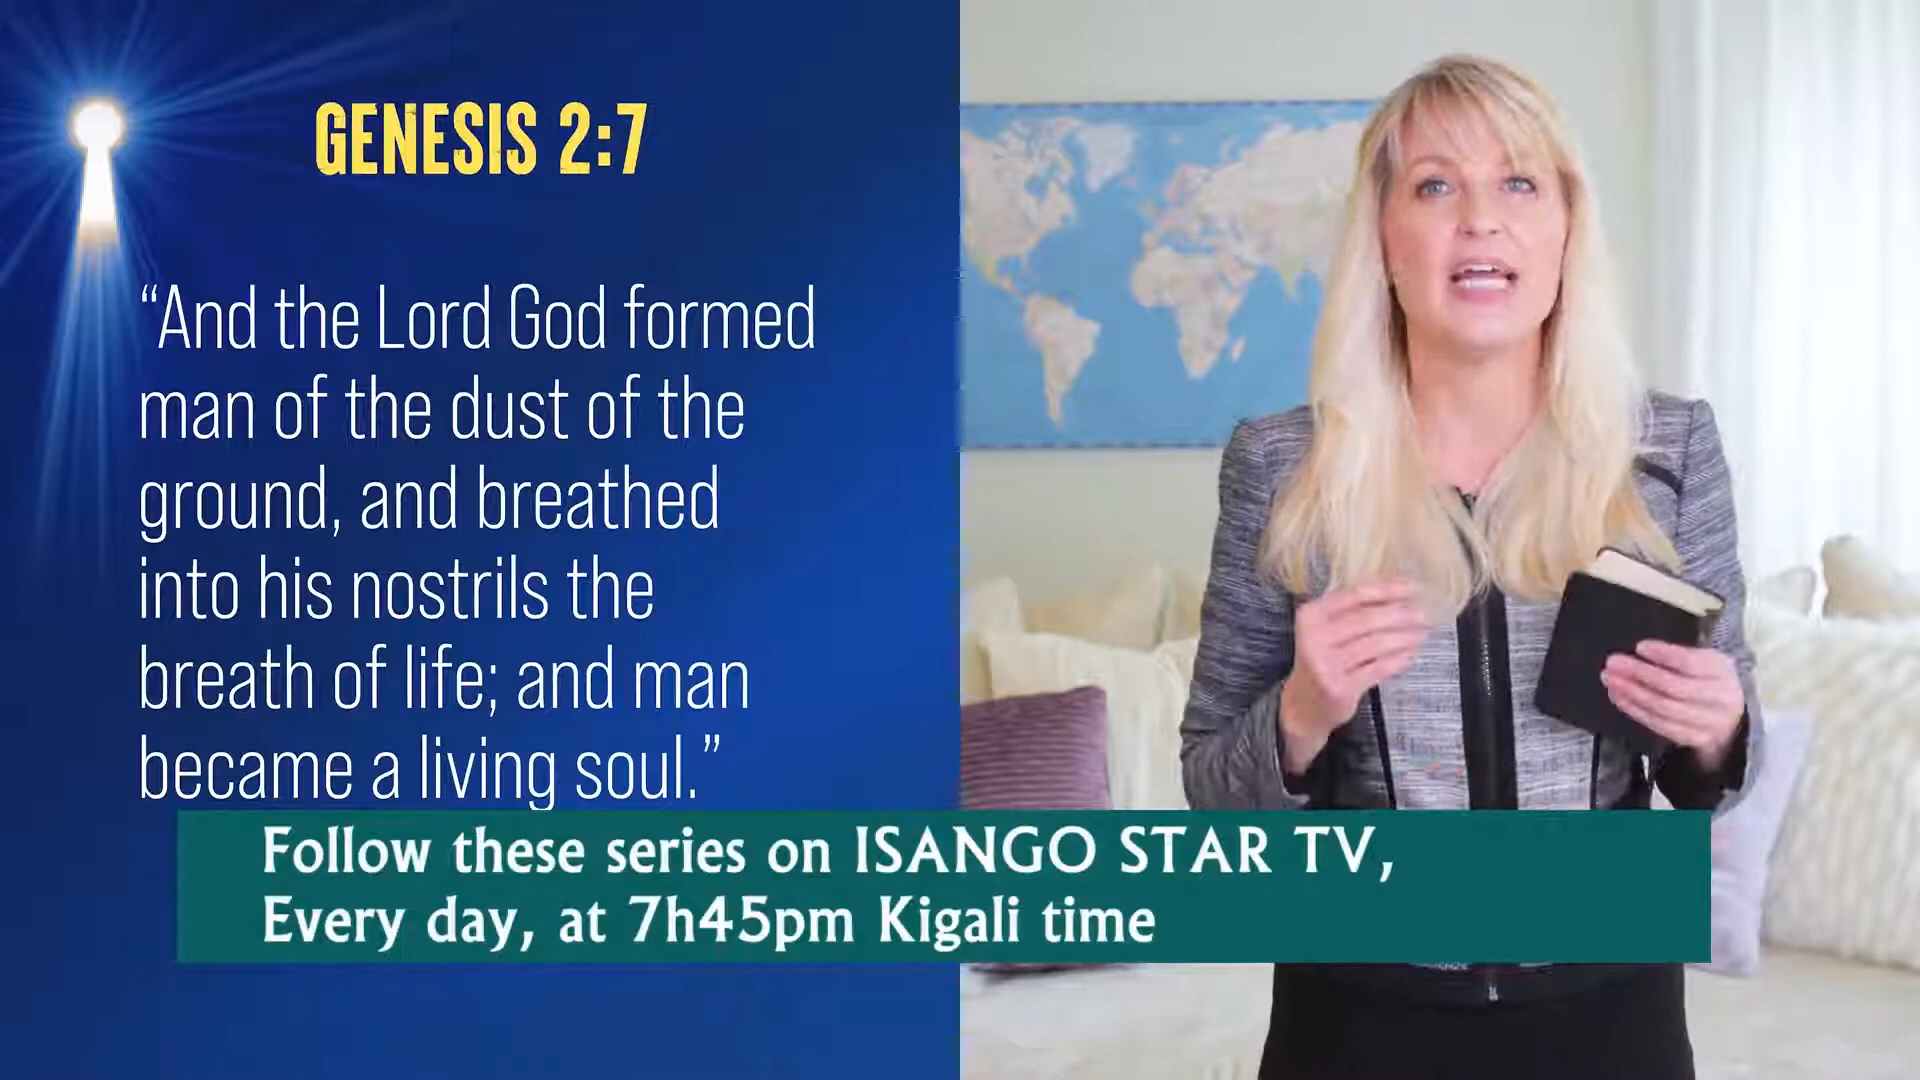 GENESIS 2:7
“And the Lord God formed
man of the dust of the
ground, and breathed
into his nostrils the
breath of life; and man
became a living soul.”
Follow these series on ISANGO STAR TV,
Every day, at 7h45pm Kigali time